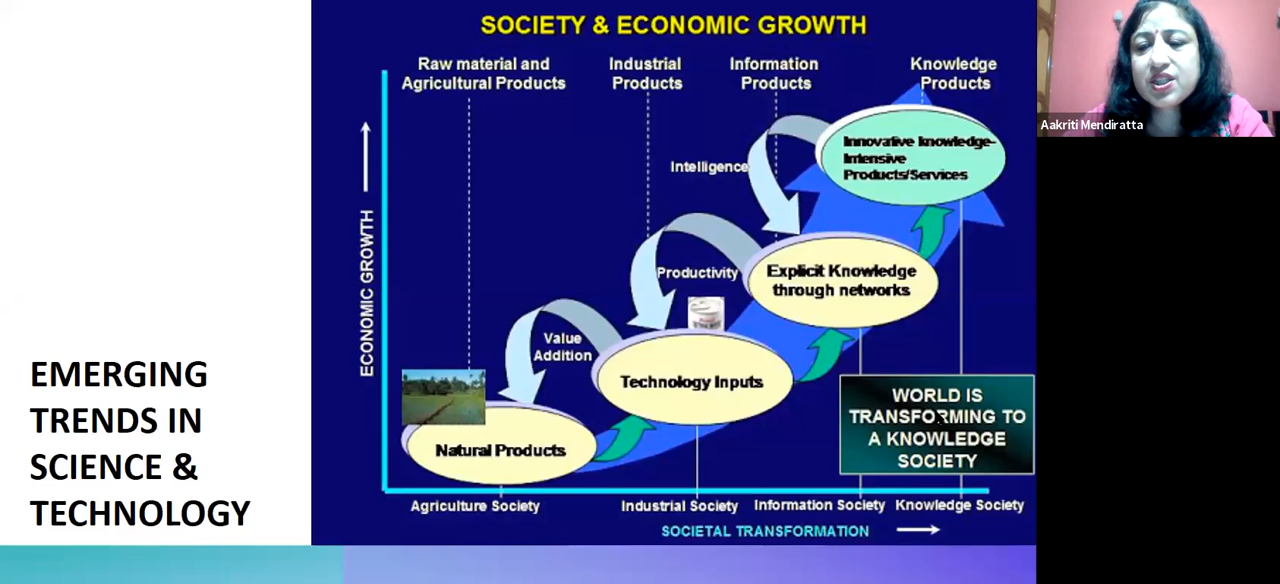 SOCIETY & ECONOMIC GROWTH
Raw material and
Agricultural Products
Industrial
Products
Information
Products
Knowledge
Products
Aakriti Mendiratta
Innovative knowledge-
Intensive
Products/Services
Intelligence
ECONOMIC GROWTH
Explicit Knowledge
through networks
Productivity
Value
Addition
Technology Inputs
Natural Products
WORLD IS
TRANSFORMING TO
A KNOWLEDGE
SOCIETY
Agriculture Society
Industrial Society
Information Society
Knowledge Society
SOCIETAL TRANSFORMATION
EMERGING
TRENDS IN
SCIENCE &
TECHNOLOGY